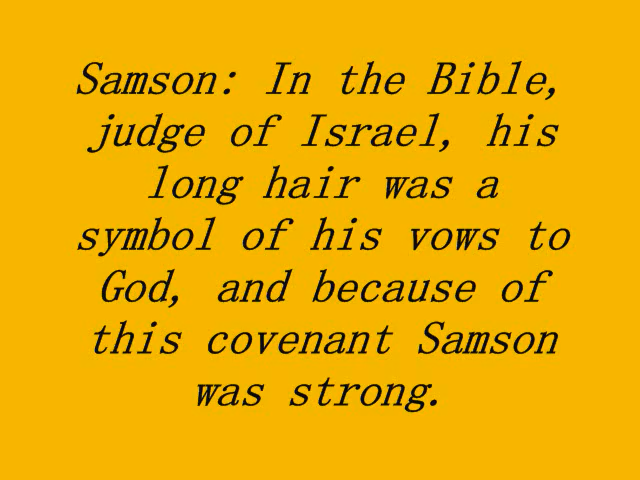 Samson: In the Bible,
judge of Israel, his
long hair was a
symbol of his vows to
God, and because of
this covenant Samson
was strong.